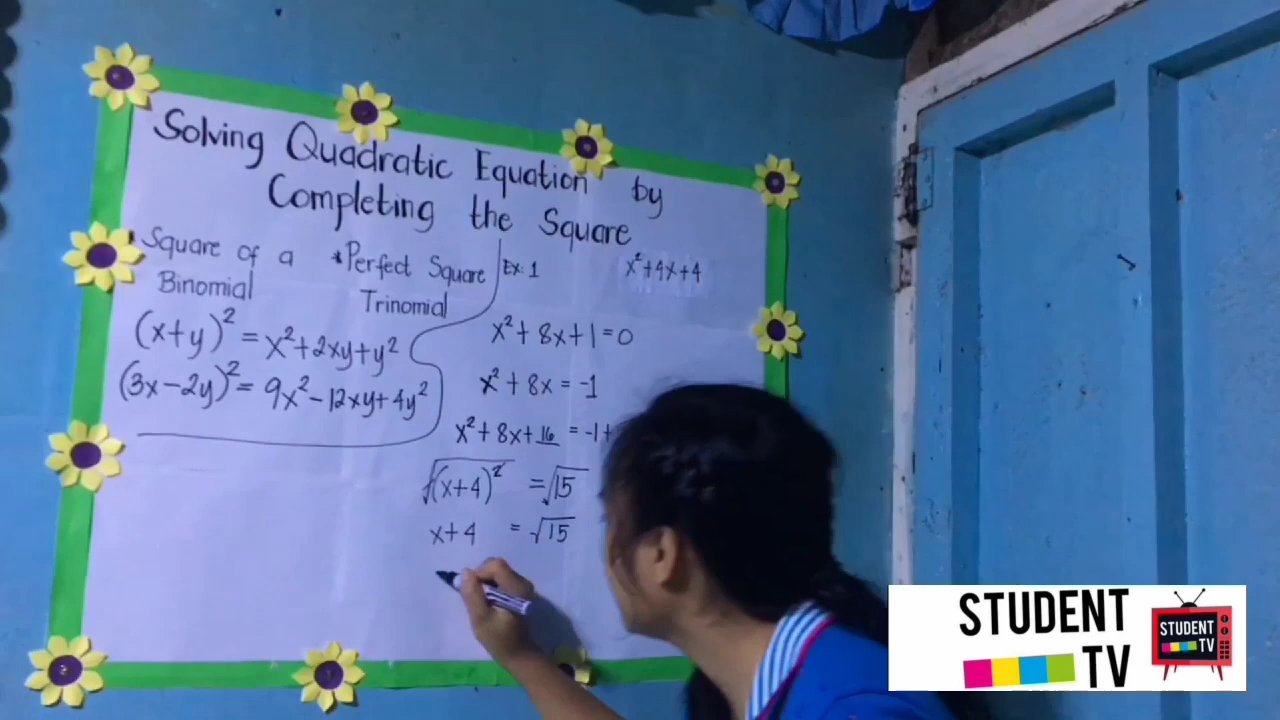 Solving Quadratic Equation by
Completing the Square
Square of a
Binomial
*Perfect Square
Trinomial
(x+y)² = x²+2xy+y²
(3x-2y)² = 9x²-12xy+4y²
Ex: 1
x²+4x+4
x²+8x+1=0
x²+8x = -1
x²+8x+16 = -1+
√(x+4)² = √15
x+4 = √15
STUDENT
TV
STUDENT
TV